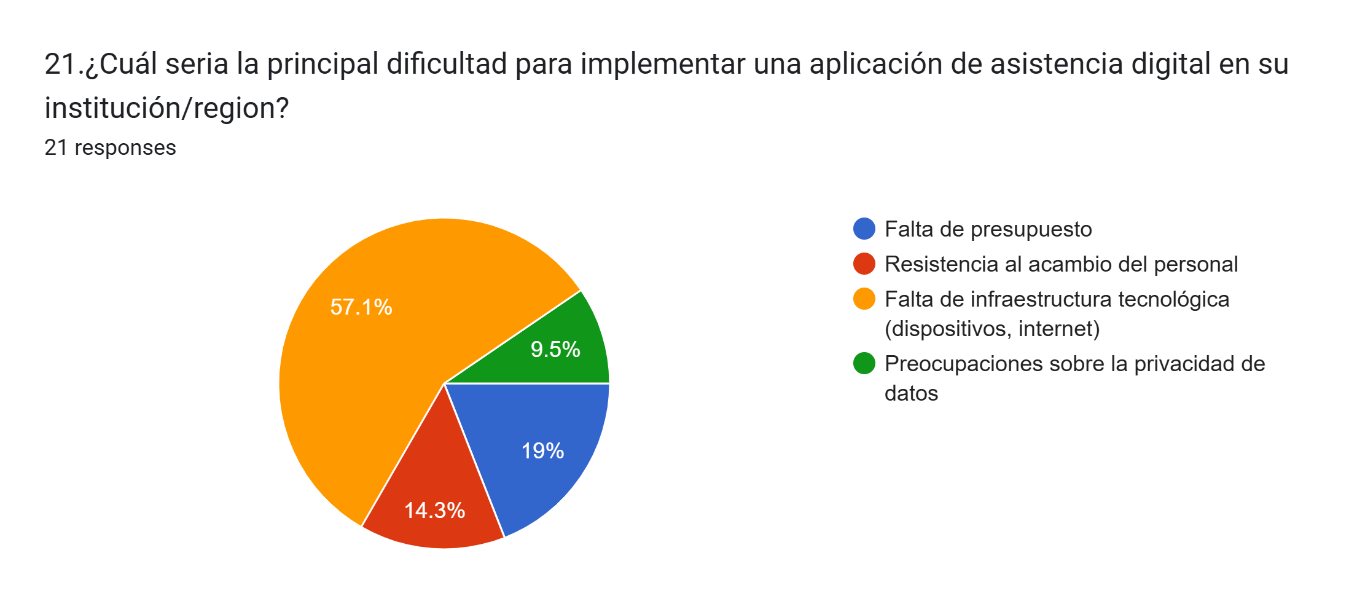 21.¿Cuál seria la principal dificultad para implementar una aplicación de asistencia digital en su
institución/region?
21 responses
57.1%
9.5%
19%
14.3%
Falta de presupuesto
Resistencia al acambio del personal
Falta de infraestructura tecnológica
(dispositivos, internet)
Preocupaciones sobre la privacidad de
datos